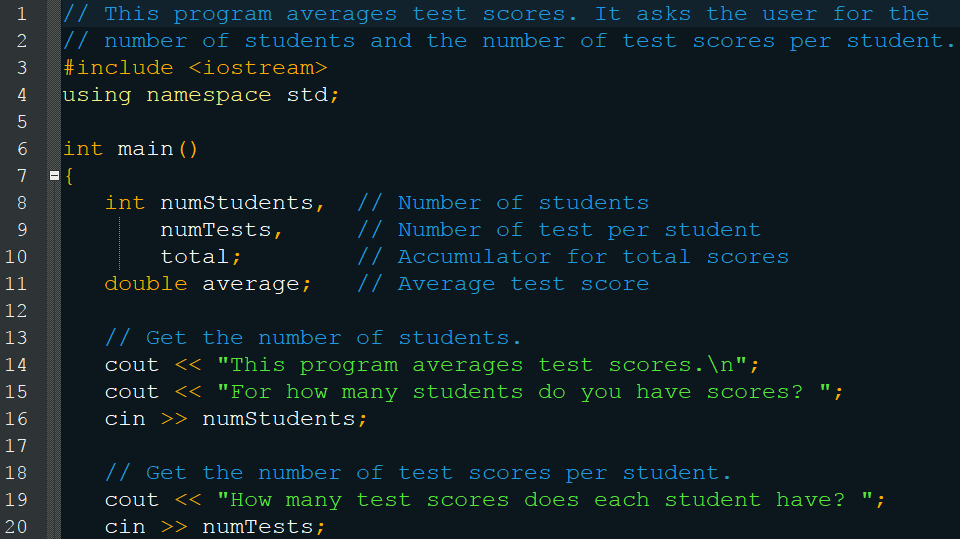 1 // This program averages test scores. It asks the user for the
2 // number of students and the number of test scores per student.
3 #include <iostream>
4 using namespace std;
5
6 int main()
7 {
8    int numStudents,  // Number of students
9        numTests,     // Number of test per student
10        total;        // Accumulator for total scores
11    double average;   // Average test score
12
13    // Get the number of students.
14    cout << "This program averages test scores.\n";
15    cout << "For how many students do you have scores? ";
16    cin >> numStudents;
17
18    // Get the number of test scores per student.
19    cout << "How many test scores does each student have? ";
20    cin >> numTests;